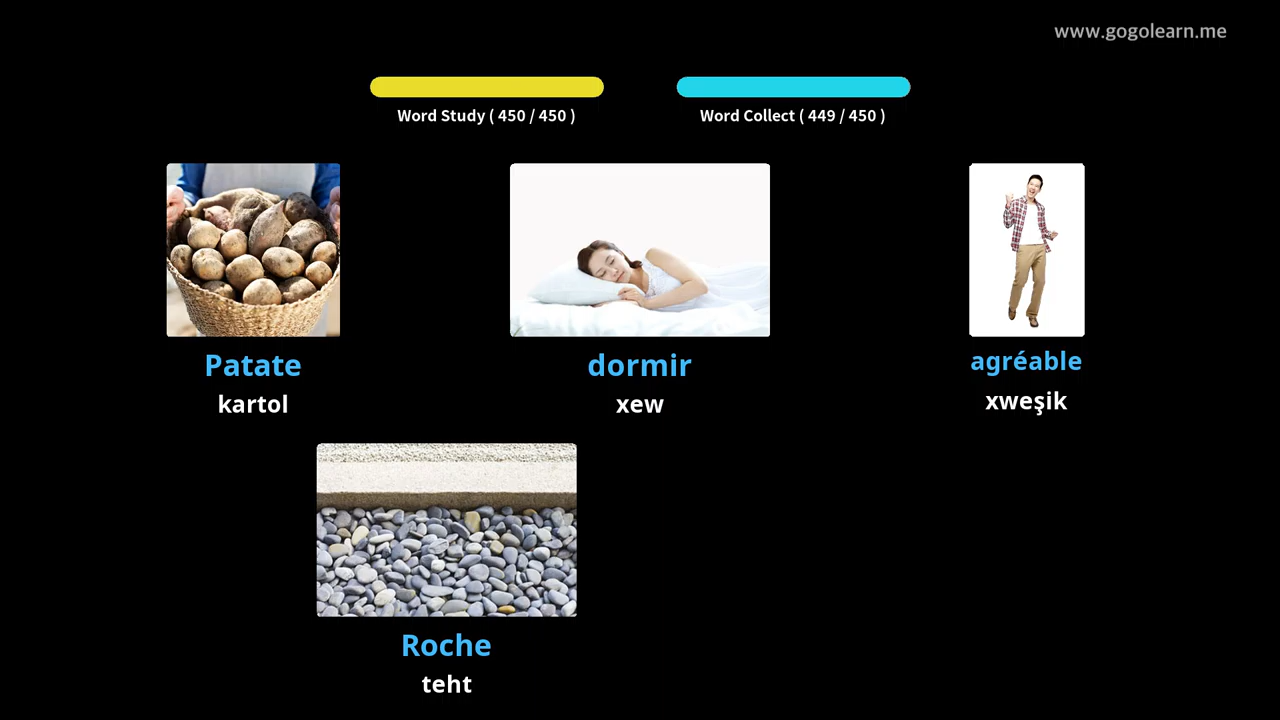 www.gogolearn.me
Word Study ( 450 / 450 )
Word Collect ( 449 / 450 )
Patate
kartol
dormir
xew
agréable
xweşik
Roche
teht